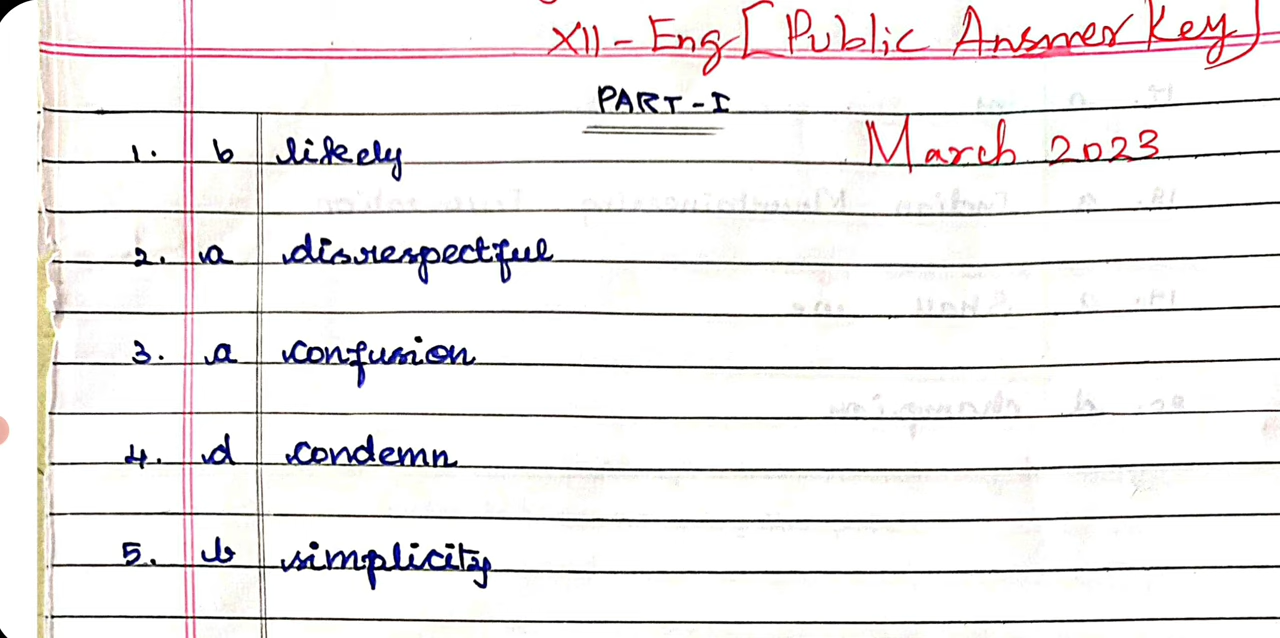 XII - Eng [ Public Answer Key ]
PART - I
March 2023
1. b likely
2. a disrespectful
3. a confusion
4. d condemn
5. b simplicity